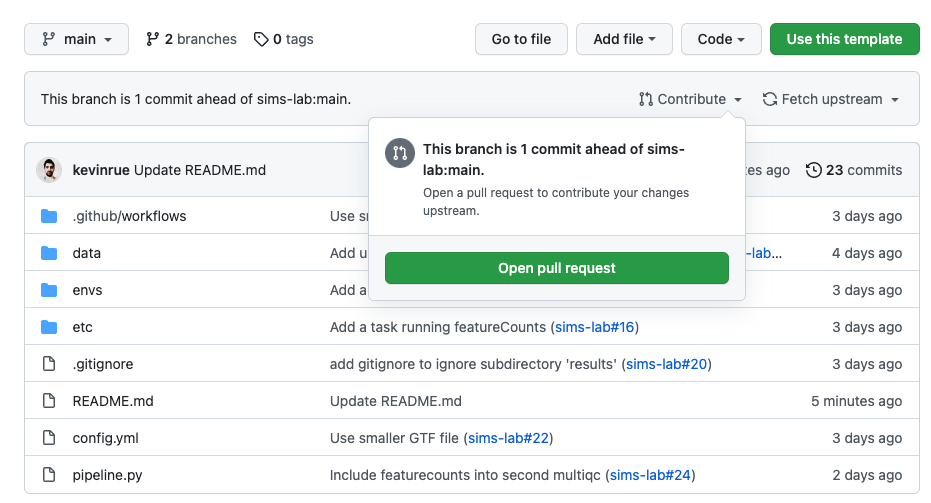 main 2 branches 0 tags Go to file Add file Code Use this template
This branch is 1 commit ahead of sims-lab:main. Contribute Fetch upstream
This branch is 1 commit ahead of sims-
lab:main.
Open a pull request to contribute your changes
upstream.
Open pull request
kevinrue Update README.md ago 23 commits
.github/workflows Use 3 days ago
data Add -lab... 4 days ago
envs Add 3 days ago
etc Add a task running featureCounts (sims-lab#16) 3 days ago
.gitignore add gitignore to ignore subdirectory 'results' (sims-lab#20) 3 days ago
README.md Update README.md 5 minutes ago
config.yml Use smaller GTF file (sims-lab#22) 3 days ago
pipeline.py Include featurecounts into second multiqc (sims-lab#24) 2 days ago